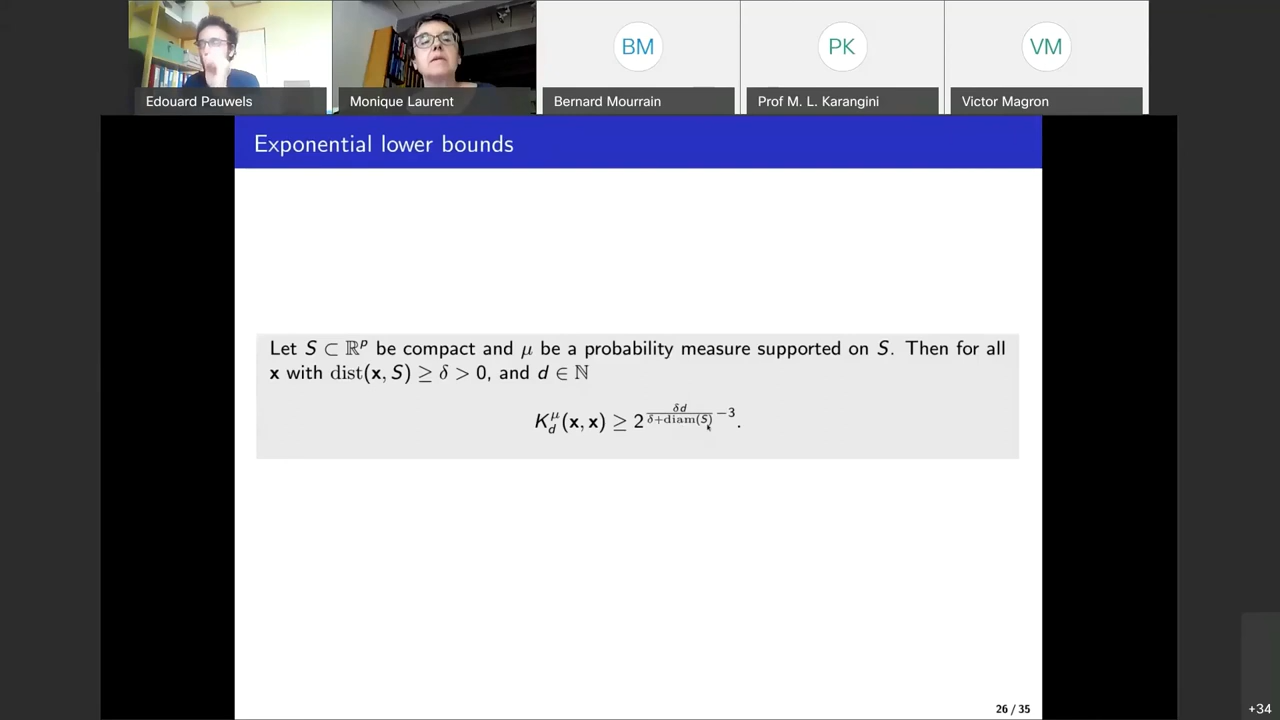 BM
PK
VM
Edouard Pauwels
Monique Laurent
Bernard Mourrain
Prof M. L. Karangini
Victor Magron
Exponential lower bounds
Let S ⊂ ℝᵖ be compact and μ be a probability measure supported on S. Then for all
x with dist(x, S) ≥ δ > 0, and d ∈ ℕ
K_d^μ(x, x) ≥ 2^{\frac{δd}{δ+diam(S)}−3}.
26 / 35
+34